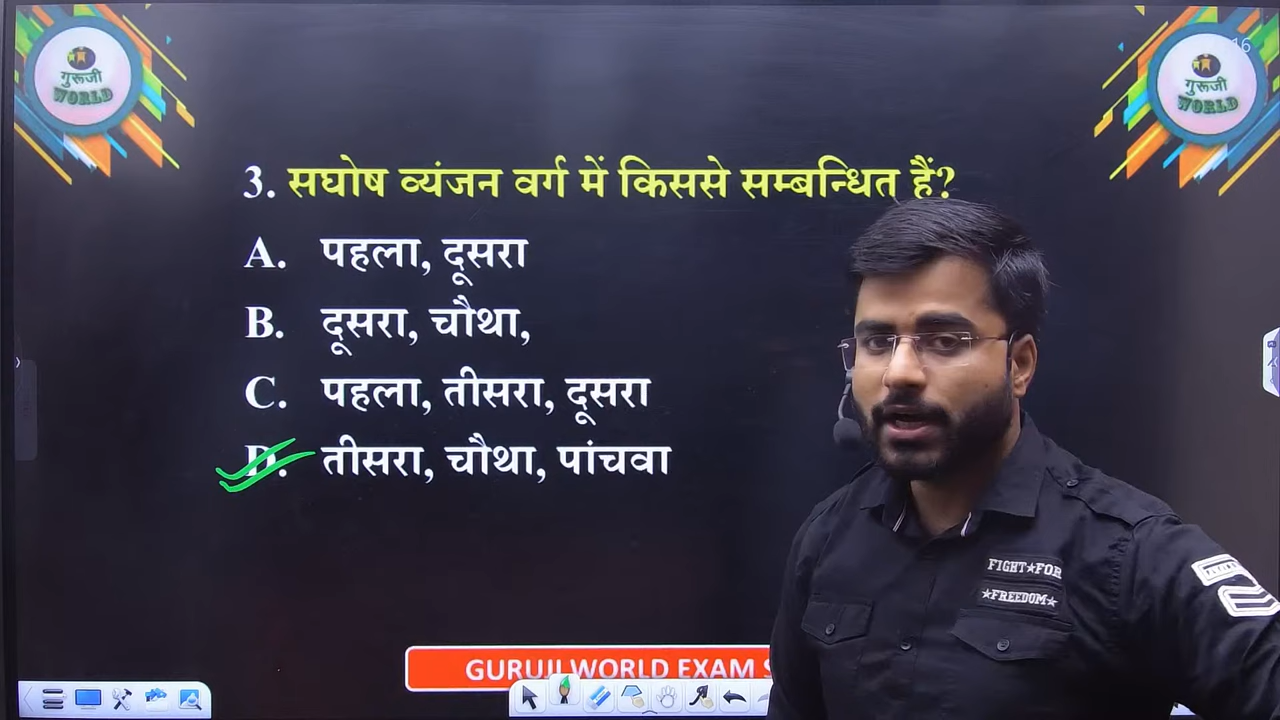 गुरूजी
WORLD
16
गुरूजी
WORLD
3. सघोष व्यंजन वर्ग में किससे सम्बन्धित हैं?
A. पहला, दूसरा
B. दूसरा, चौथा,
C. पहला, तीसरा, दूसरा
D. तीसरा, चौथा, पांचवा
FIGHT★FOR
★FREEDOM★
GURUJI WORLD EXAM S